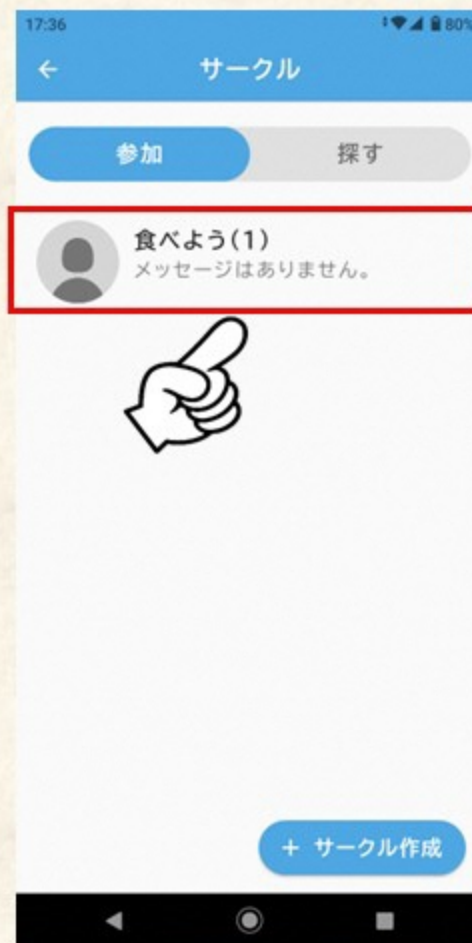 17:36
80%
サークル
参加
探す
食べよう(1)
メッセージはありません。
+ サークル作成